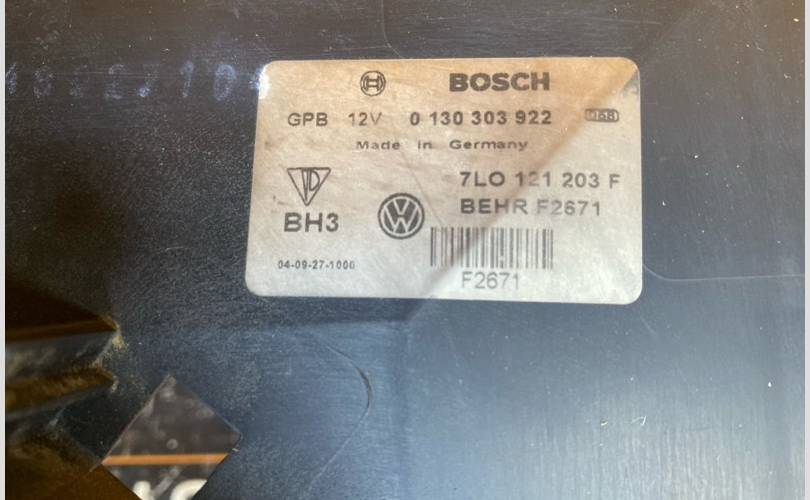 BOSCH
GPB 12V 0 130 303 922
Made in Germany
7LO 121 203 F
BH3
BEHR F2671
04-09-27-1000
F2671